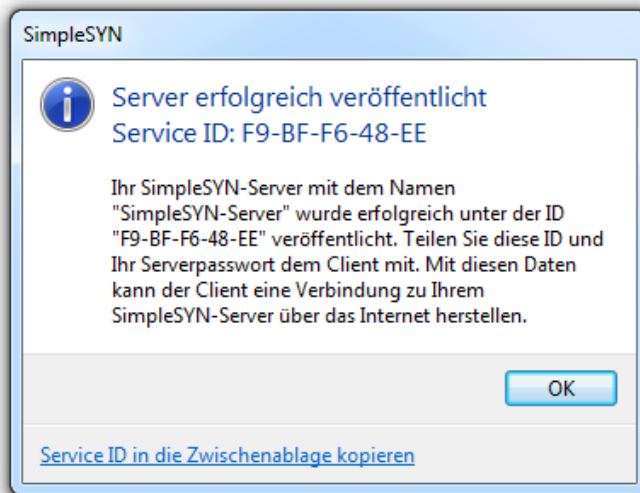 SimpleSYN
Server erfolgreich veröffentlicht
Service ID: F9-BF-F6-48-EE
Ihr SimpleSYN-Server mit dem Namen
"SimpleSYN-Server" wurde erfolgreich unter der ID
"F9-BF-F6-48-EE" veröffentlicht. Teilen Sie diese ID und
Ihr Serverpasswort dem Client mit. Mit diesen Daten
kann der Client eine Verbindung zu Ihrem
SimpleSYN-Server über das Internet herstellen.
OK
Service ID in die Zwischenablage kopieren